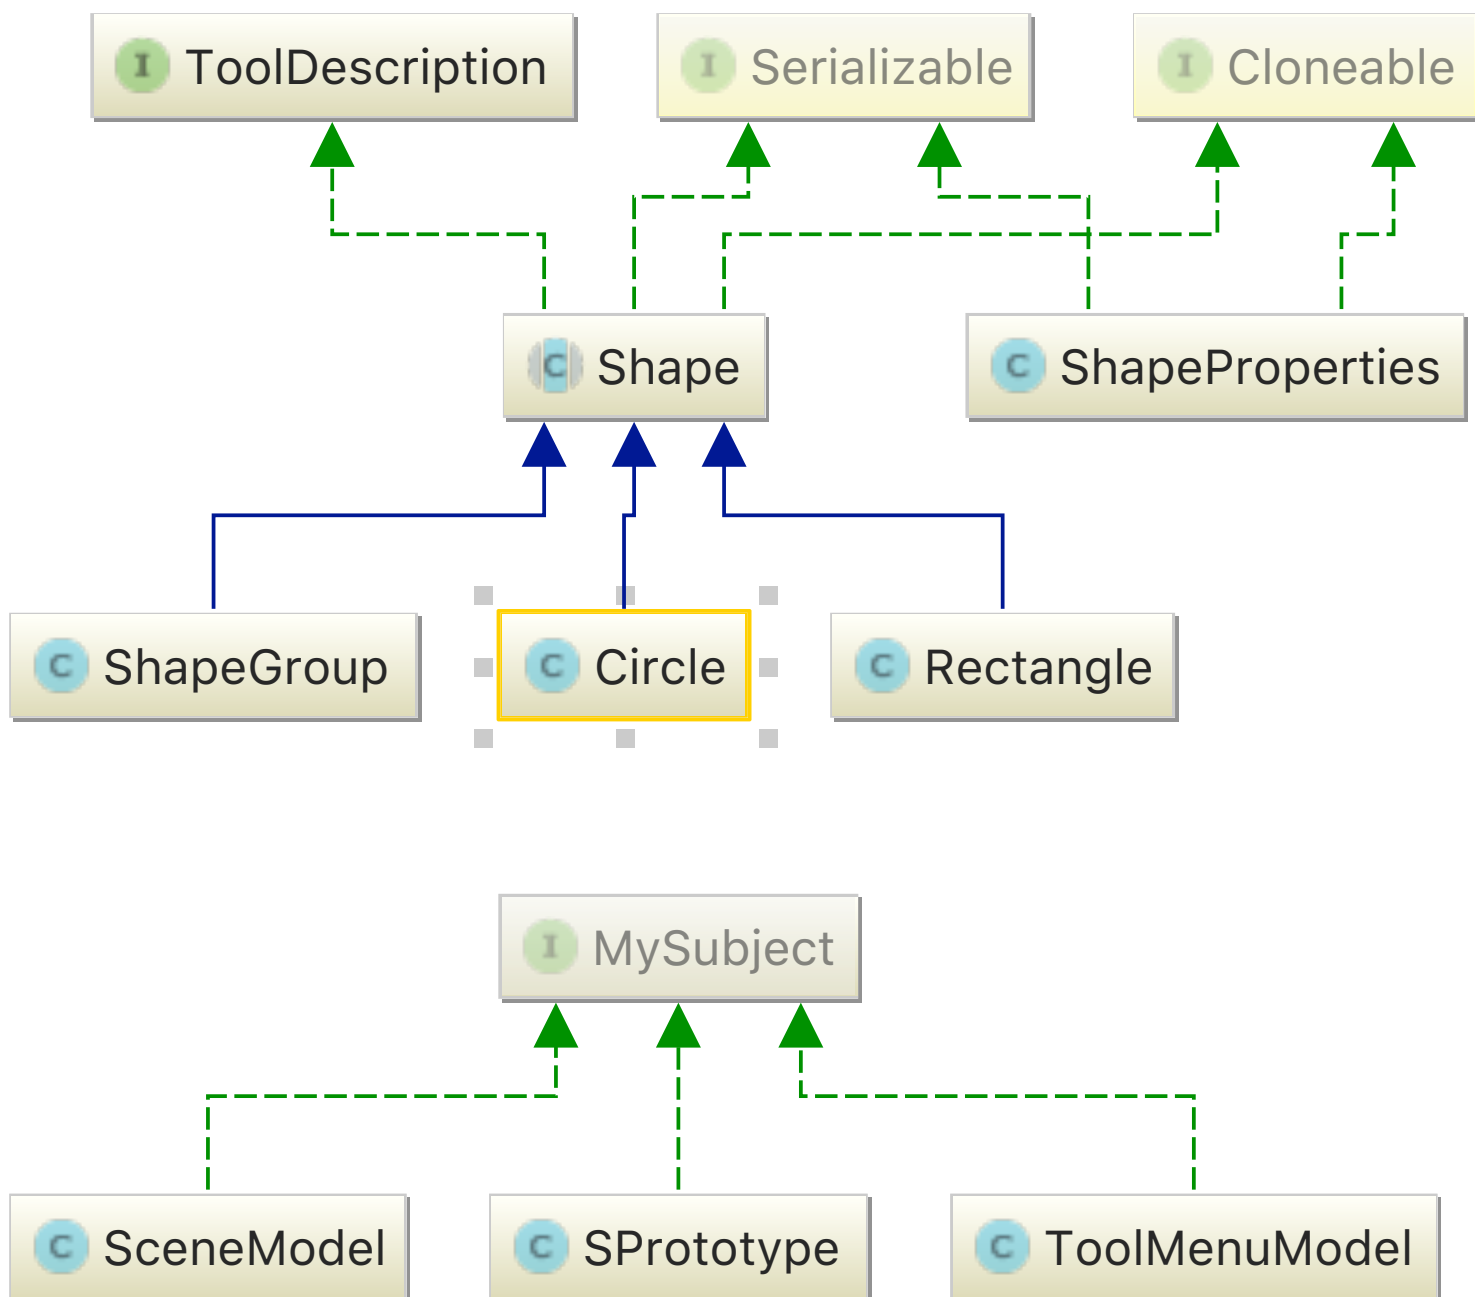 I ToolDescription
I Serializable
I Cloneable
C Shape
C ShapeProperties
C ShapeGroup
C Circle
C Rectangle
I MySubject
C SceneModel
C SPrototype
C ToolMenuModel